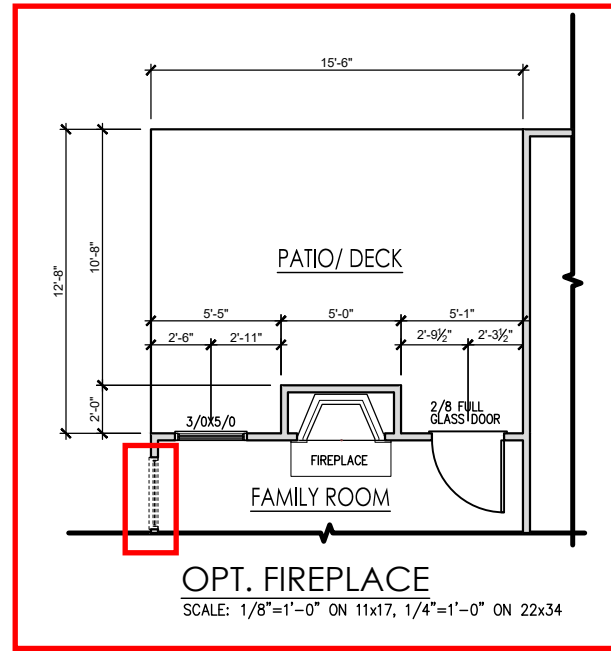 15'-6"
12'-8"
10'-8"
PATIO/ DECK
5'-5"
5'-0"
5'-1"
2'-6"
2'-11"
2'-9½"
2'-3½"
2'-0"
3/0X5/0
2/8 FULL
GLASS DOOR
FIREPLACE
FAMILY ROOM
OPT. FIREPLACE
SCALE: 1/8"=1'-0" ON 11x17, 1/4"=1'-0" ON 22x34